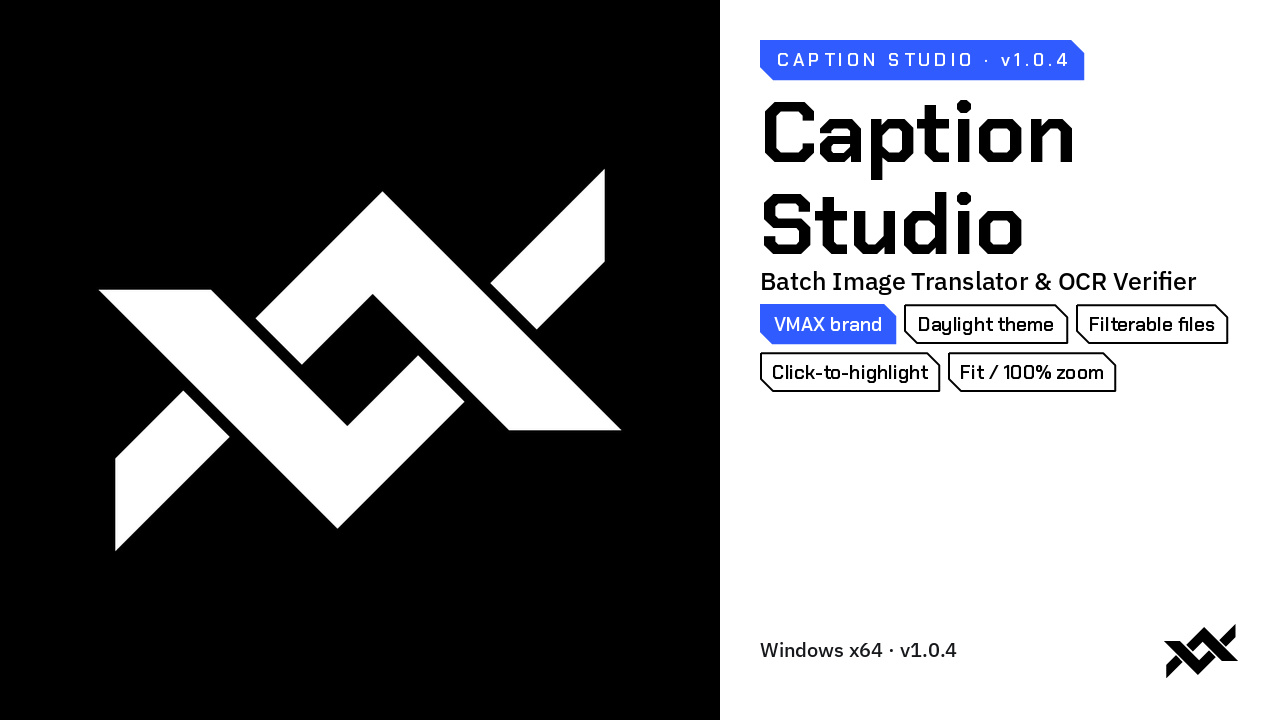 CAPTION STUDIO · v1.0.4
Caption
Studio
Batch Image Translator & OCR Verifier
VMAX brand Daylight theme Filterable files
Click-to-highlight Fit / 100% zoom
Windows x64 · v1.0.4